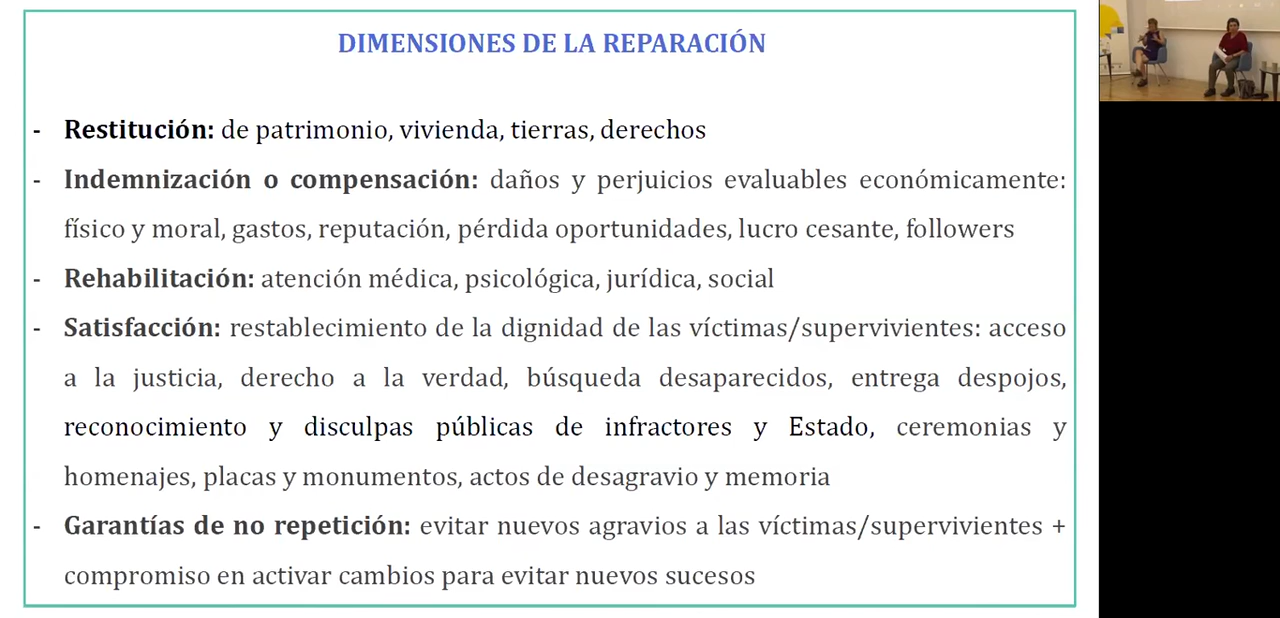 DIMENSIONES DE LA REPARACIÓN
- Restitución: de patrimonio, vivienda, tierras, derechos
- Indemnización o compensación: daños y perjuicios evaluables económicamente:
físico y moral, gastos, reputación, pérdida oportunidades, lucro cesante, followers
- Rehabilitación: atención médica, psicológica, jurídica, social
- Satisfacción: restablecimiento de la dignidad de las víctimas/supervivientes: acceso
a la justicia, derecho a la verdad, búsqueda desaparecidos, entrega despojos,
reconocimiento y disculpas públicas de infractores y Estado, ceremonias y
homenajes, placas y monumentos, actos de desagravio y memoria
- Garantías de no repetición: evitar nuevos agravios a las víctimas/supervivientes +
compromiso en activar cambios para evitar nuevos sucesos